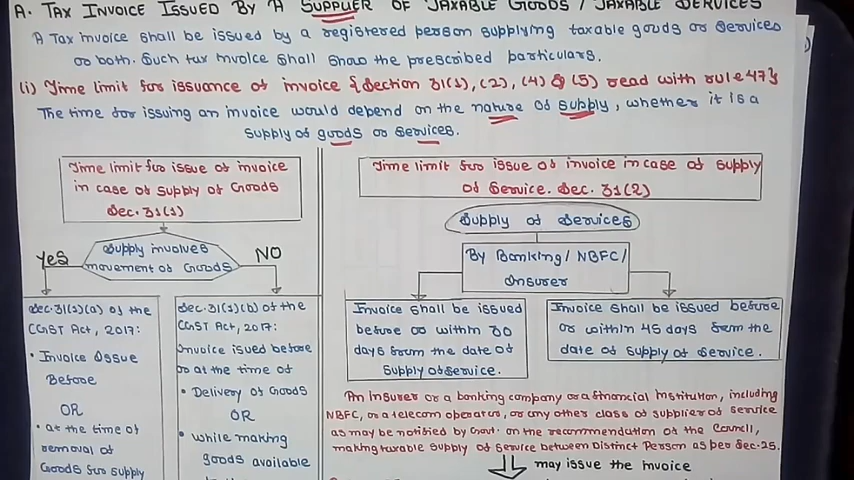 A. TAX INVOICE ISSUED BY A SUPPLIER OF TAXABLE GOODS / TAXABLE SERVICES
A Tax invoice shall be issued by a registered person supplying taxable goods or services
or both. Such tax invoice shall show the prescribed particulars.
(i) Time limit for issuance of invoice {Section 31(1), (2), (4) & (5) read with rule 47}
The time for issuing an invoice would depend on the nature of supply, whether it is a
supply of goods or services.
Time limit for issue of invoice
in case of supply of Goods
Sec. 31(1)
Supply involves
movement of Goods
Yes
NO
Sec. 31(1)(a) of the
CGST Act, 2017:
• Invoice Issue
Before
OR
• at the time of
removal of
Goods for supply
Sec. 31(1)(b) of the
CGST Act, 2017:
Invoice isued before
or at the time of
• Delivery of Goods
OR
• while making
goods available
Time limit for issue of invoice in case of supply
of Service. Sec. 31(2)
Supply of Services
By Banking/ NBFC/
Insurer
Invoice shall be issued
before or within 30
days from the date of
supply of service.
Invoice shall be issued before
or within 45 days from the
date of supply of service.
An Insurer or a banking company or a financial Institution, including
NBFC, or a telecom operator, or any other class of supplier of service
as may be notified by Govt. on the recommendation of the Council,
making taxable supply of service between Distinct Person as per Sec-25.
may issue the invoice